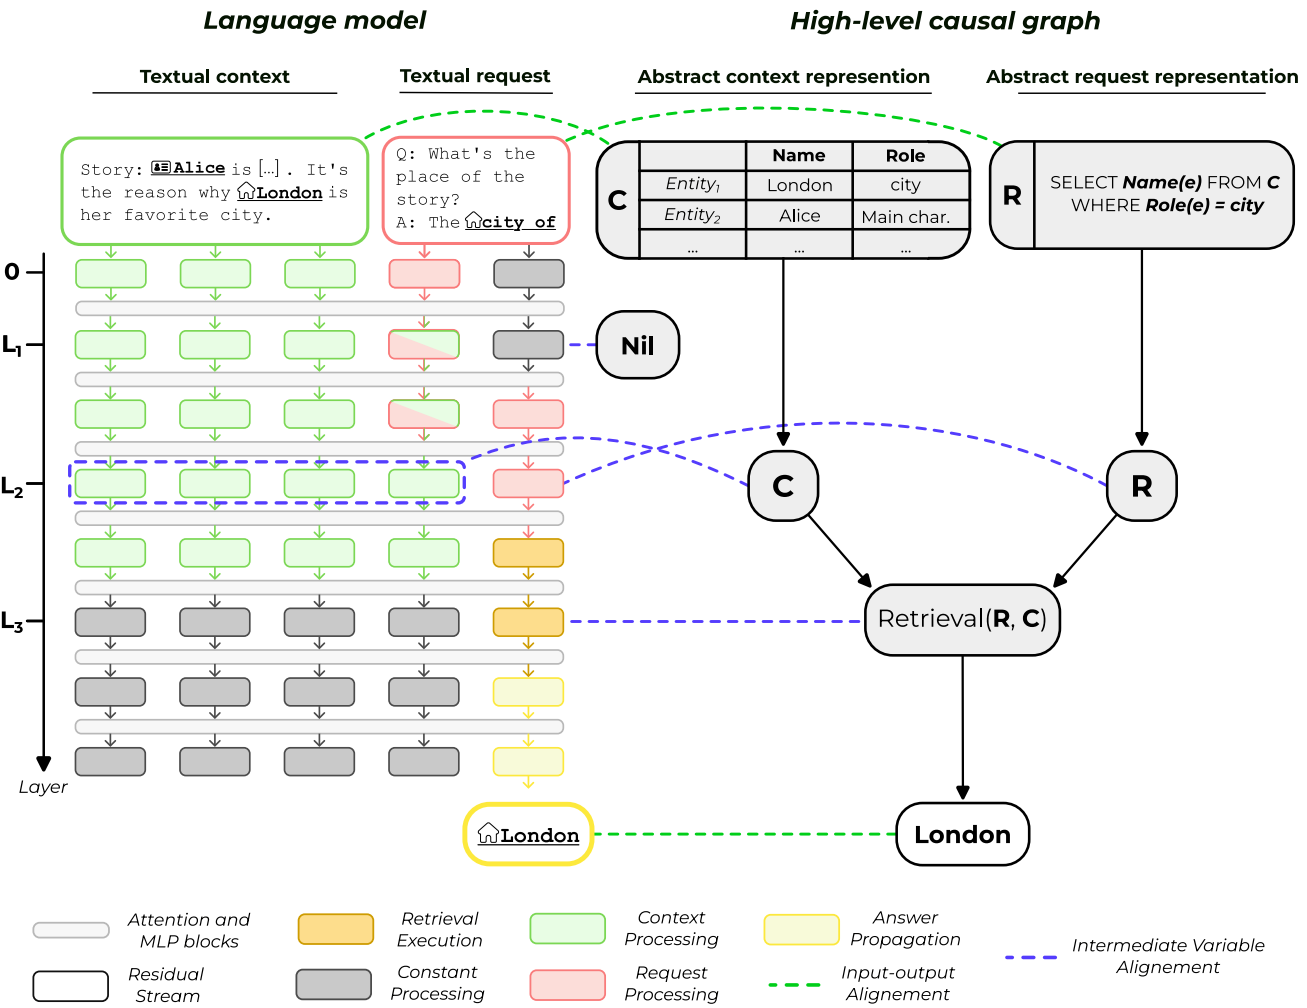 Language model
High-level causal graph
Textual context
Textual request
Abstract context represention
Abstract request representation
Story: Alice is [...] . It's
the reason why London is
her favorite city.
Q: What's the
place of the
story?
A: The city of
C
Name
Role
Entity1
London
city
Entity2
Alice
Main char.
...
...
...
R
SELECT Name(e) FROM C
WHERE Role(e) = city
0
L1
Nil
L2
C
R
L3
Retrieval(R, C)
Layer
London
London
Attention and
MLP blocks
Retrieval
Execution
Context
Processing
Answer
Propagation
Intermediate Variable
Alignement
Residual
Stream
Constant
Processing
Request
Processing
Input-output
Alignement